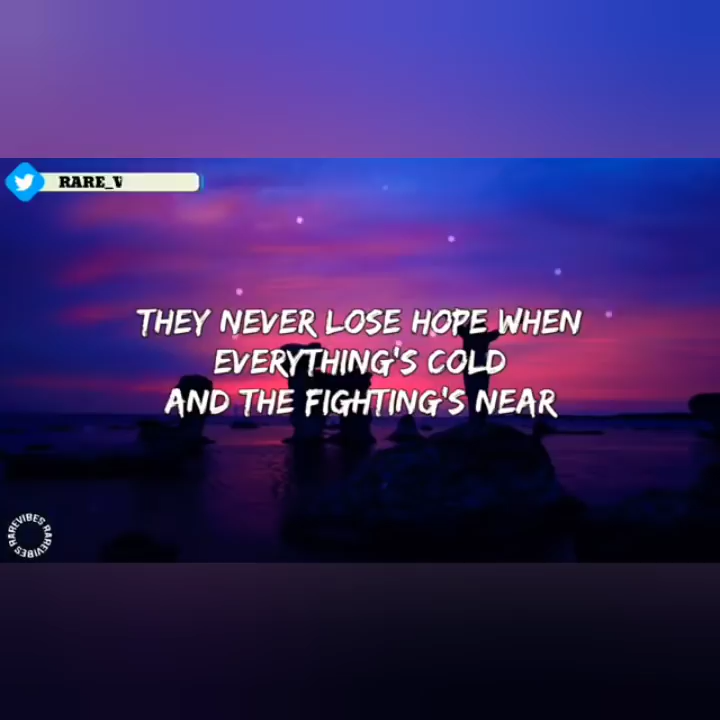 RARE_V
THEY NEVER LOSE HOPE WHEN
EVERYTHING'S COLD
AND THE FIGHTING'S NEAR
RAREVIBES RAREVIBES